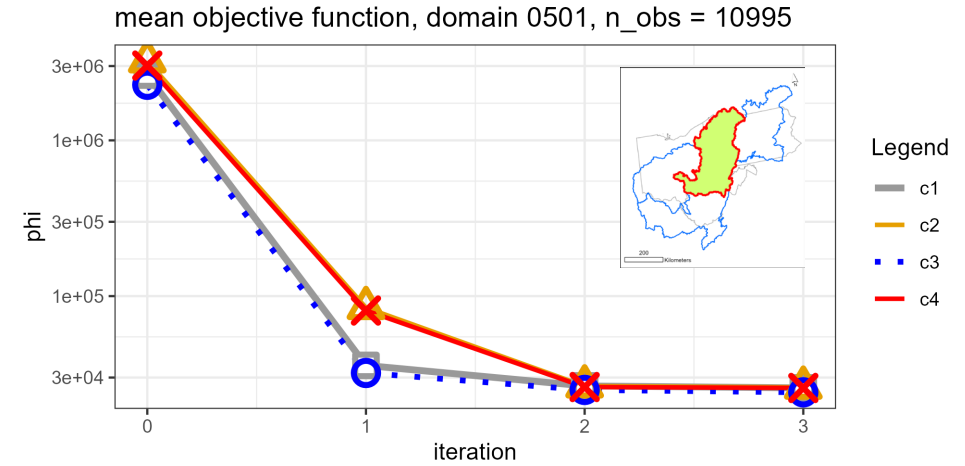 mean objective function, domain 0501, n_obs = 10995
phi
3e+06
1e+06
3e+05
1e+05
3e+04
0
1
2
3
iteration
200
Kilometers
Legend
c1
c2
c3
c4